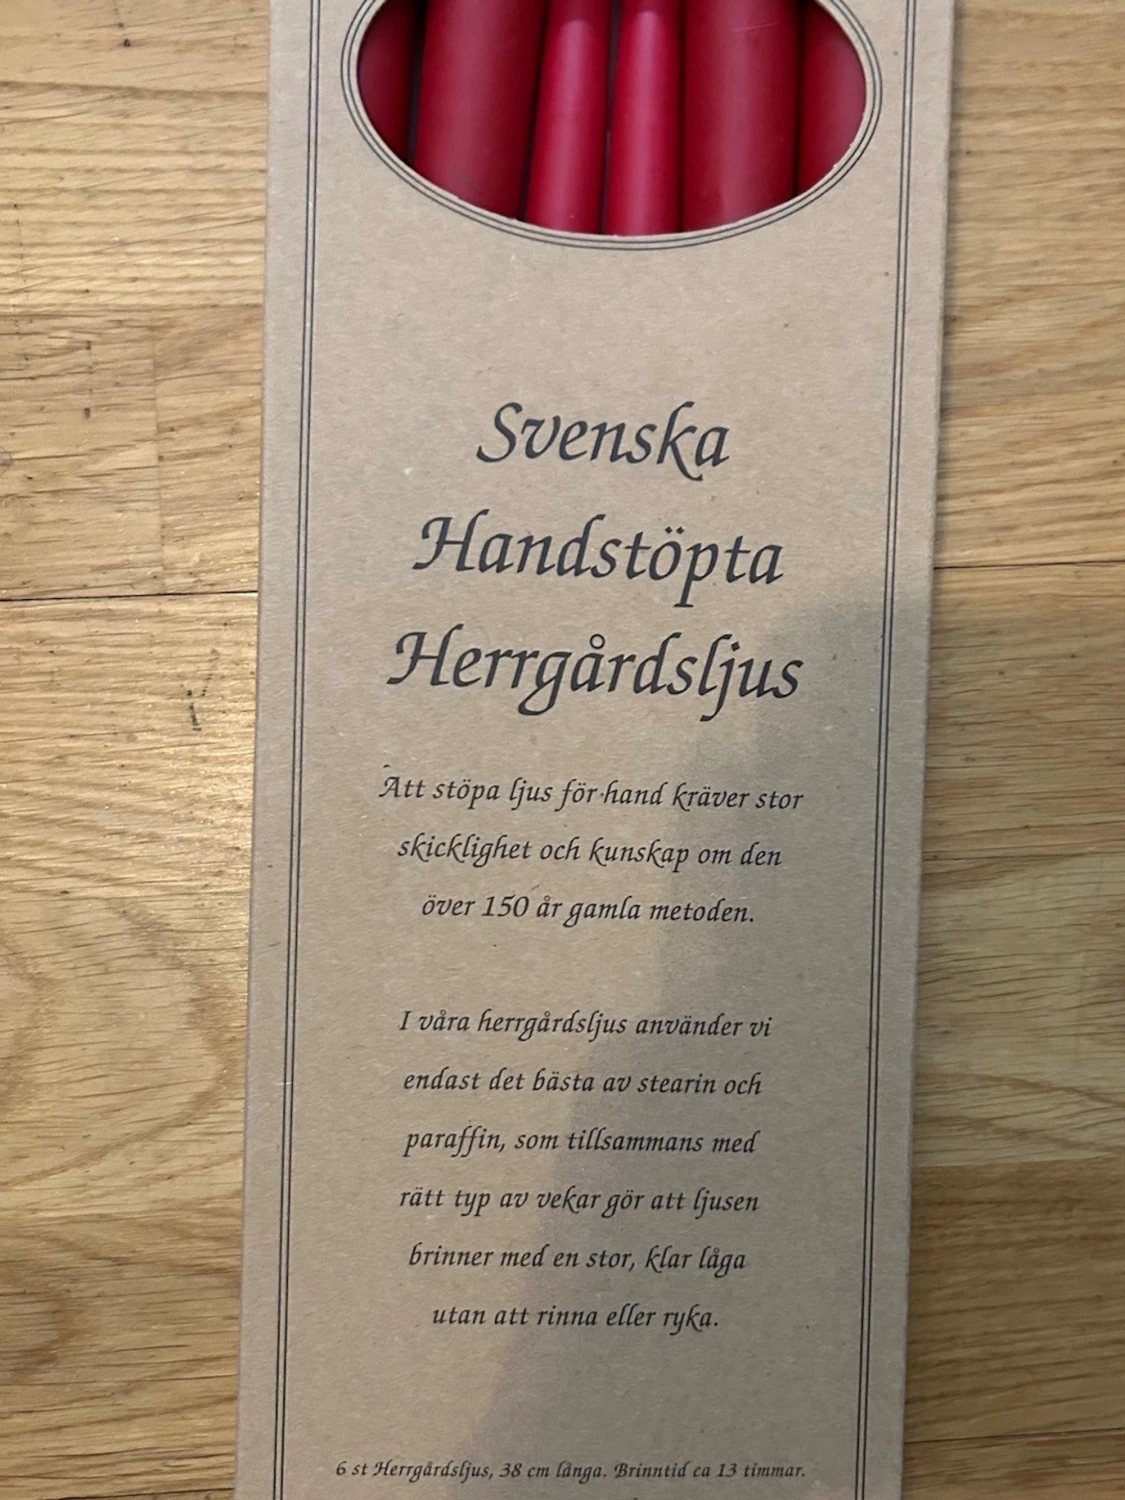 Svenska
Handstöpta
Herrgårdsljus
Att stöpa ljus för hand kräver stor
skicklighet och kunskap om den
över 150 år gamla metoden.
I våra herrgårdsljus använder vi
endast det bästa av stearin och
paraffin, som tillsammans med
rätt typ av vekar gör att ljusen
brinner med en stor, klar låga
utan att rinna eller ryka.
6 st Herrgårdsljus, 38 cm långa. Brinntid ca 13 timmar.